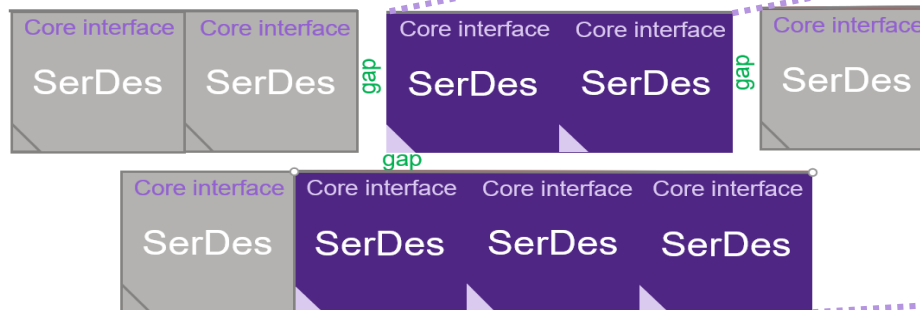 Core interface Core interface Core interface Core interface Core interface
SerDes SerDes gap SerDes SerDes gap SerDes
gap
Core interface Core interface Core interface Core interface
SerDes SerDes SerDes SerDes